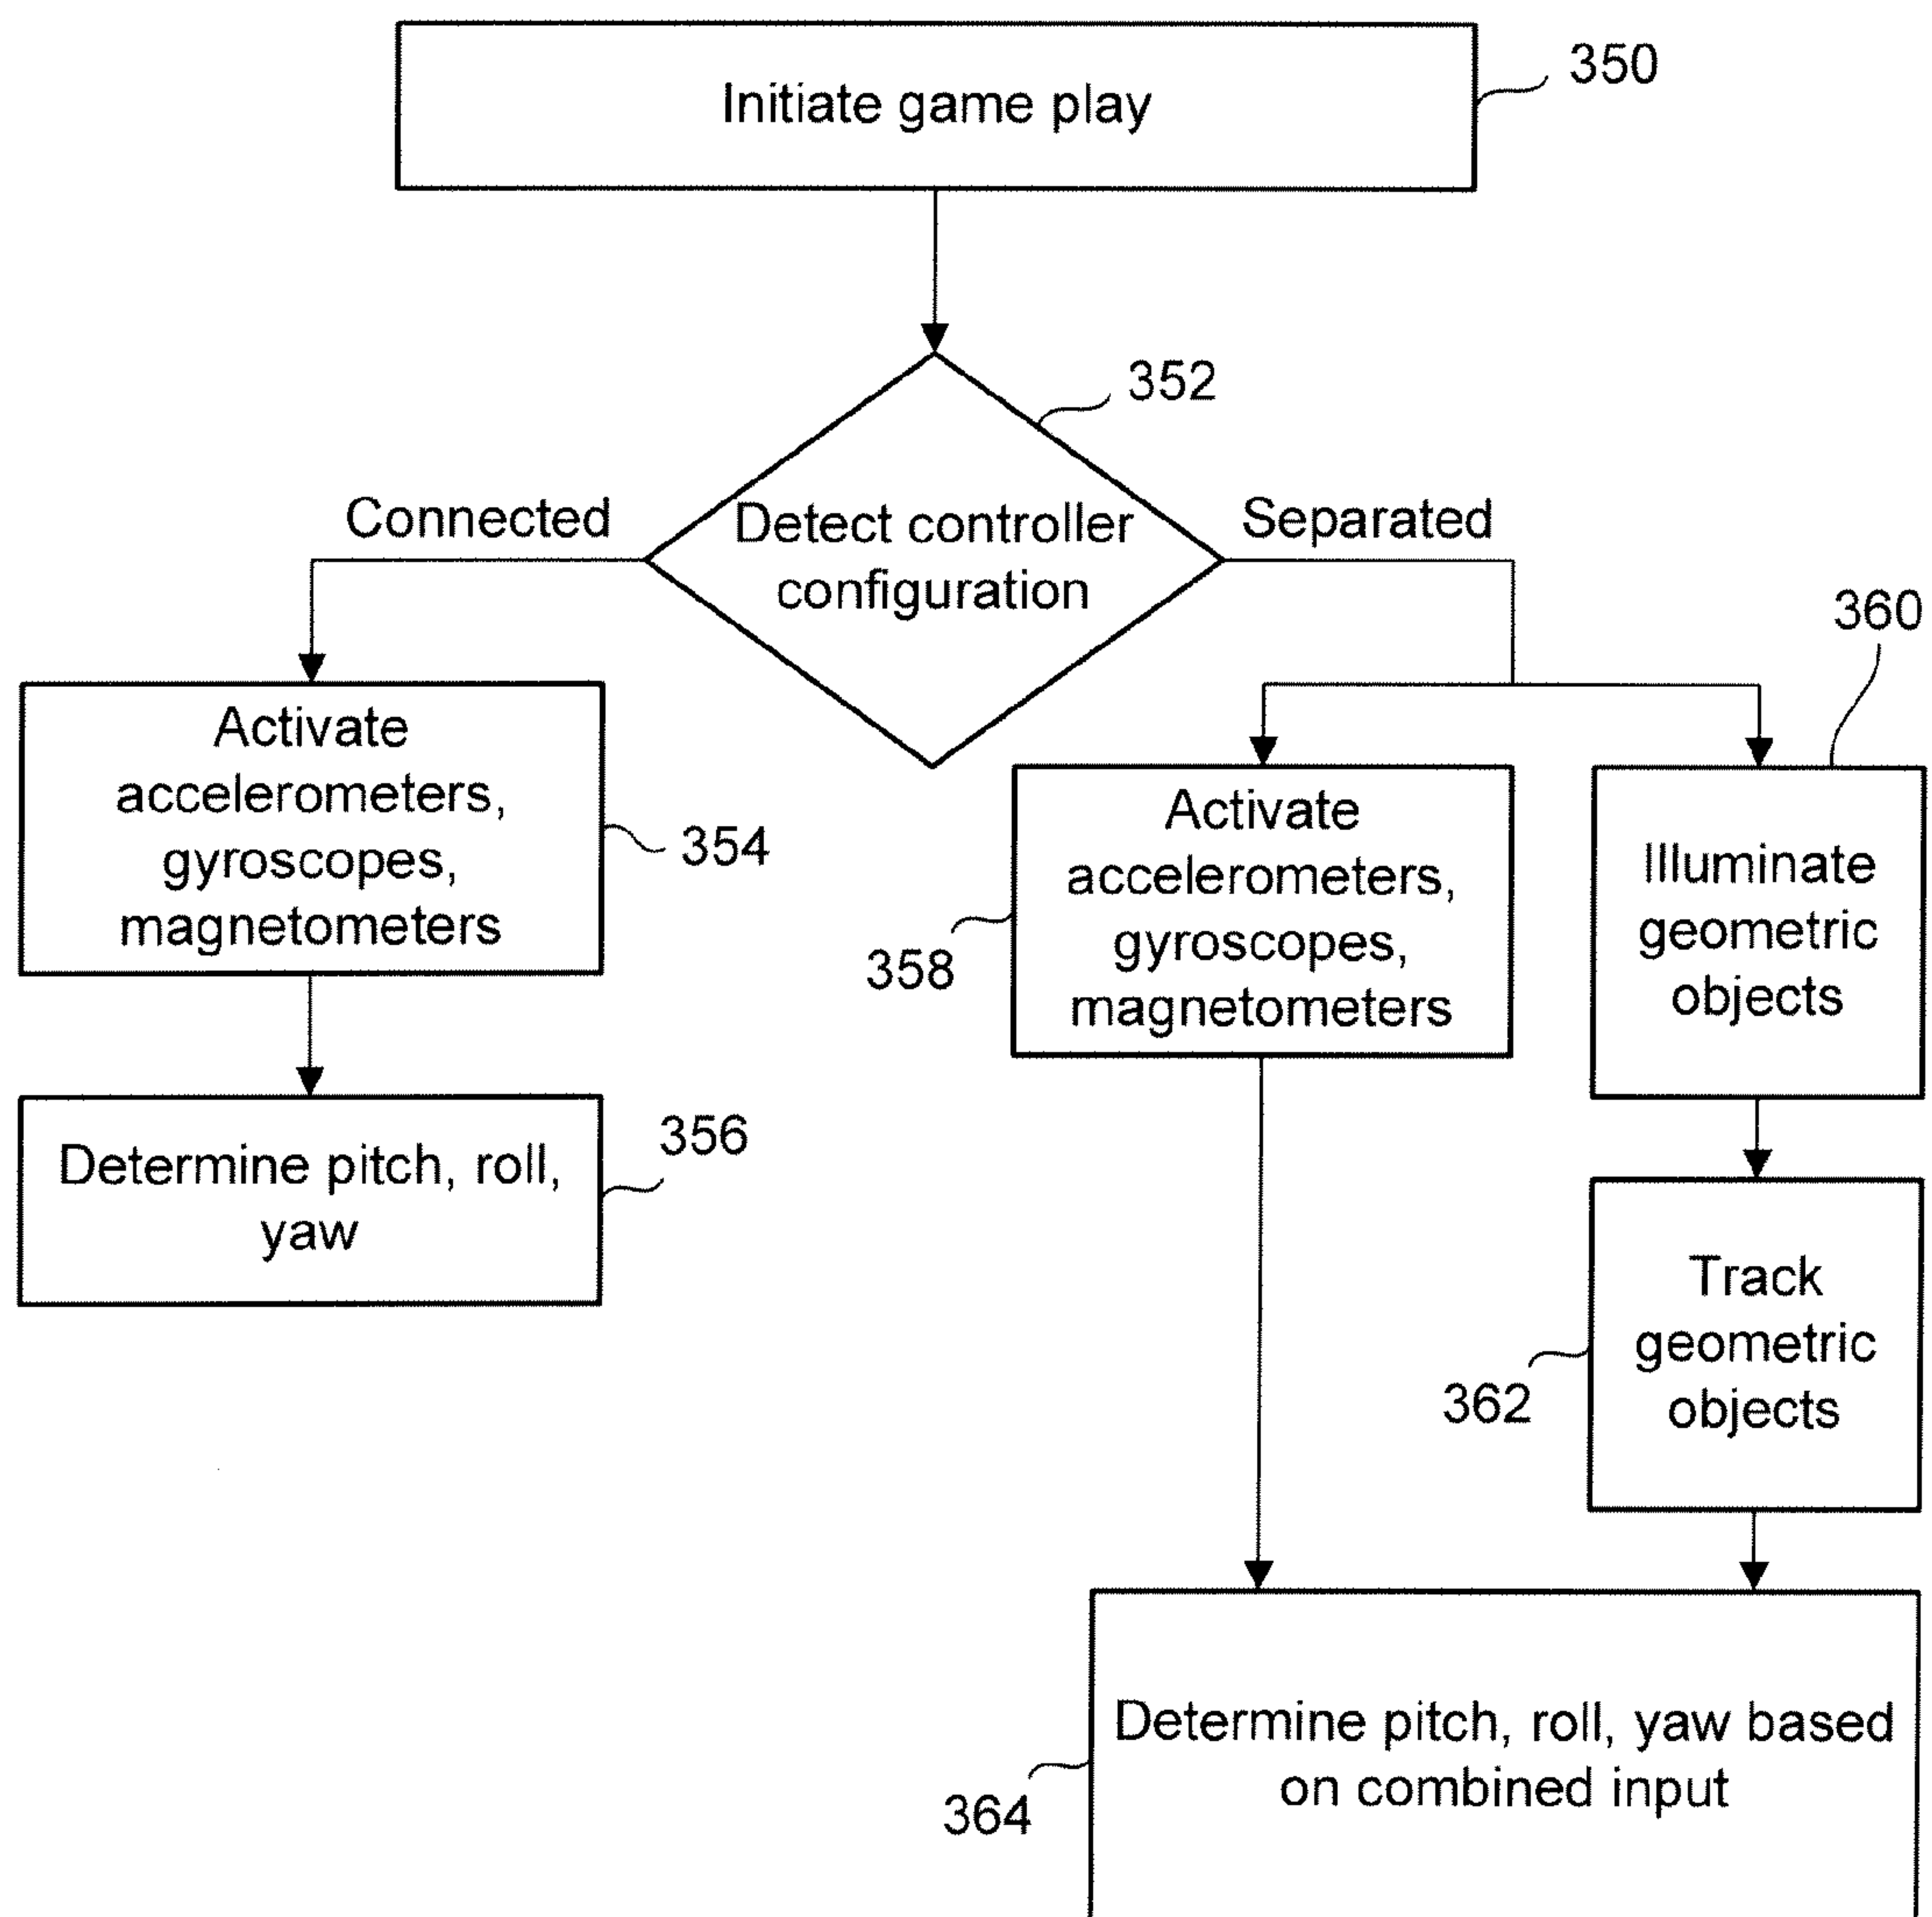 Initiate game play
350
352
Detect controller
configuration
Connected
Separated
360
Activate
accelerometers,
gyroscopes,
magnetometers
354
Activate
accelerometers,
gyroscopes,
magnetometers
358
Illuminate
geometric
objects
Determine pitch, roll,
yaw
356
Track
geometric
objects
362
Determine pitch, roll, yaw based
on combined input
364